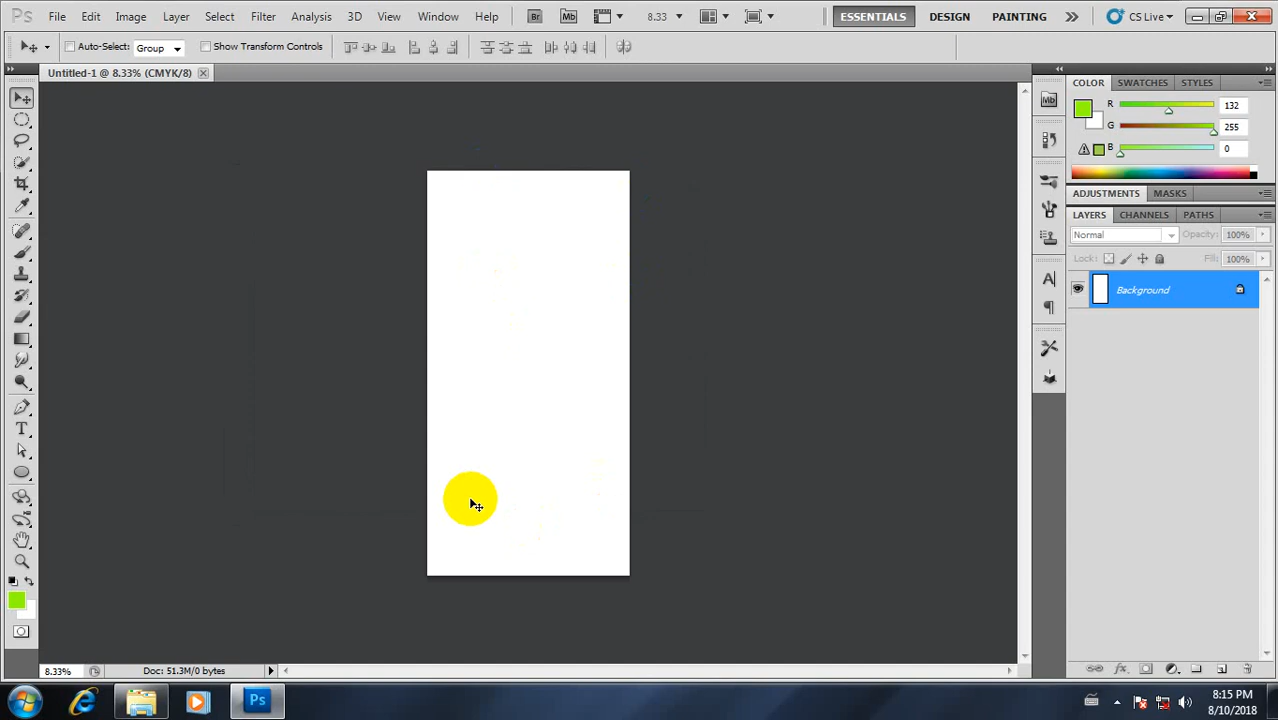 Ps File Edit Image Layer Select Filter Analysis 3D View Window Help Br Mb 8.33 ESSENTIALS DESIGN PAINTING CS Live
Auto-Select: Group Show Transform Controls
Untitled-1 @ 8.33% (CMYK/8)
COLOR SWATCHES STYLES
Mb
R 132
G 255
B 0
ADJUSTMENTS MASKS
LAYERS CHANNELS PATHS
Normal Opacity: 100%
Lock: Fill: 100%
Background
8.33% Doc: 51.3M/0 bytes
Ps
8:15 PM
8/10/2018